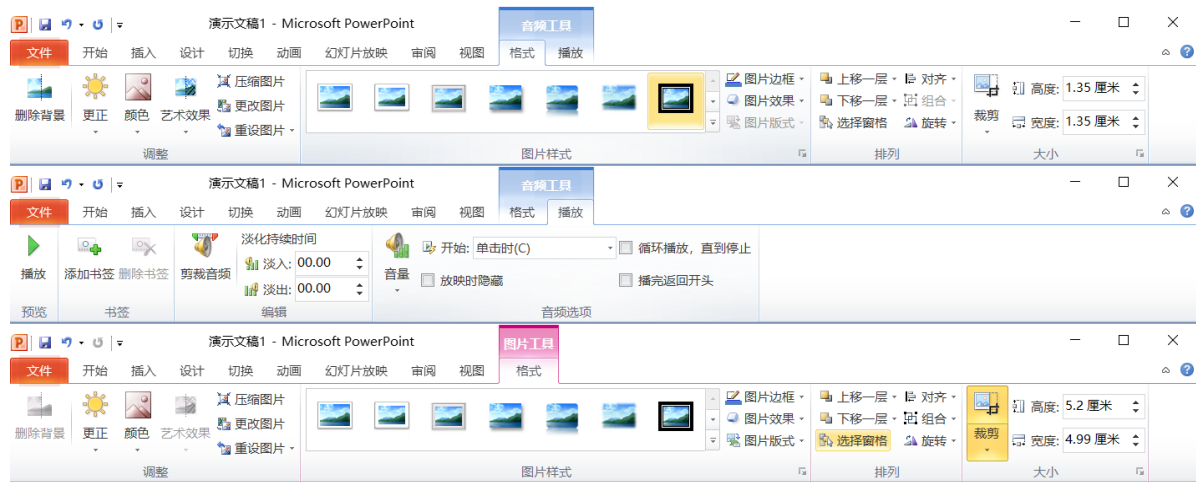 演示文稿1 - Microsoft PowerPoint 音频工具
文件 开始 插入 设计 切换 动画 幻灯片放映 审阅 视图 格式 播放
压缩图片 图片边框 上移一层 对齐 高度: 1.35 厘米
更改图片 图片效果 下移一层 组合
删除背景 更正 颜色 艺术效果 裁剪
重设图片 图片版式 选择窗格 旋转 宽度: 1.35 厘米
调整 图片样式 排列 大小
演示文稿1 - Microsoft PowerPoint 音频工具
文件 开始 插入 设计 切换 动画 幻灯片放映 审阅 视图 格式 播放
淡化持续时间 开始: 单击时(C) 循环播放，直到停止
淡入: 00.00
播放 添加书签 删除书签 剪裁音频 音量 放映时隐藏 播完返回开头
淡出: 00.00
预览 书签 编辑 音频选项
演示文稿1 - Microsoft PowerPoint 图片工具
文件 开始 插入 设计 切换 动画 幻灯片放映 审阅 视图 格式
压缩图片 图片边框 上移一层 对齐 高度: 5.2 厘米
更改图片 图片效果 下移一层 组合
删除背景 更正 颜色 艺术效果 裁剪
重设图片 图片版式 选择窗格 旋转 宽度: 4.99 厘米
调整 图片样式 排列 大小